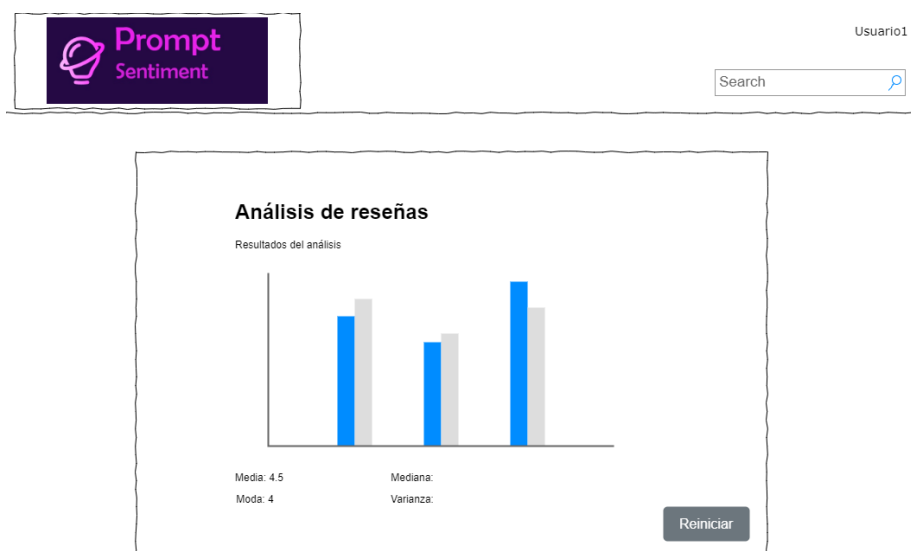 Prompt
Sentiment
Usuario1
Search
Análisis de reseñas
Resultados del análisis
Media: 4.5
Mediana:
Moda: 4
Varianza:
Reiniciar